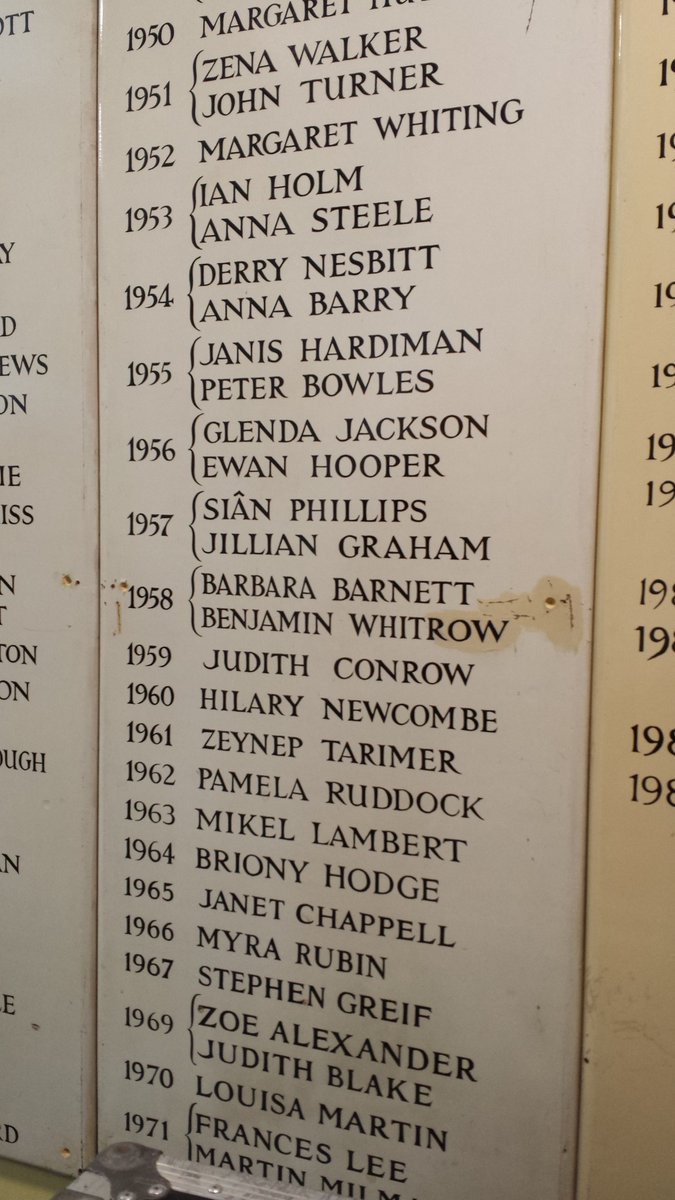 1950 MARGARET
1951 ZENA WALKER
JOHN TURNER
1952 MARGARET WHITING
1953 IAN HOLM
ANNA STEELE
1954 DERRY NESBITT
ANNA BARRY
1955 JANIS HARDIMAN
PETER BOWLES
1956 GLENDA JACKSON
EWAN HOOPER
1957 SIÂN PHILLIPS
JILLIAN GRAHAM
1958 BARBARA BARNETT
BENJAMIN WHITROW
1959 JUDITH CONROW
1960 HILARY NEWCOMBE
1961 ZEYNEP TARIMER
1962 PAMELA RUDDOCK
1963 MIKEL LAMBERT
1964 BRIONY HODGE
1965 JANET CHAPPELL
1966 MYRA RUBIN
1967 STEPHEN GREIF
1969 ZOE ALEXANDER
JUDITH BLAKE
1970 LOUISA MARTIN
1971 FRANCES LEE
MARTIN